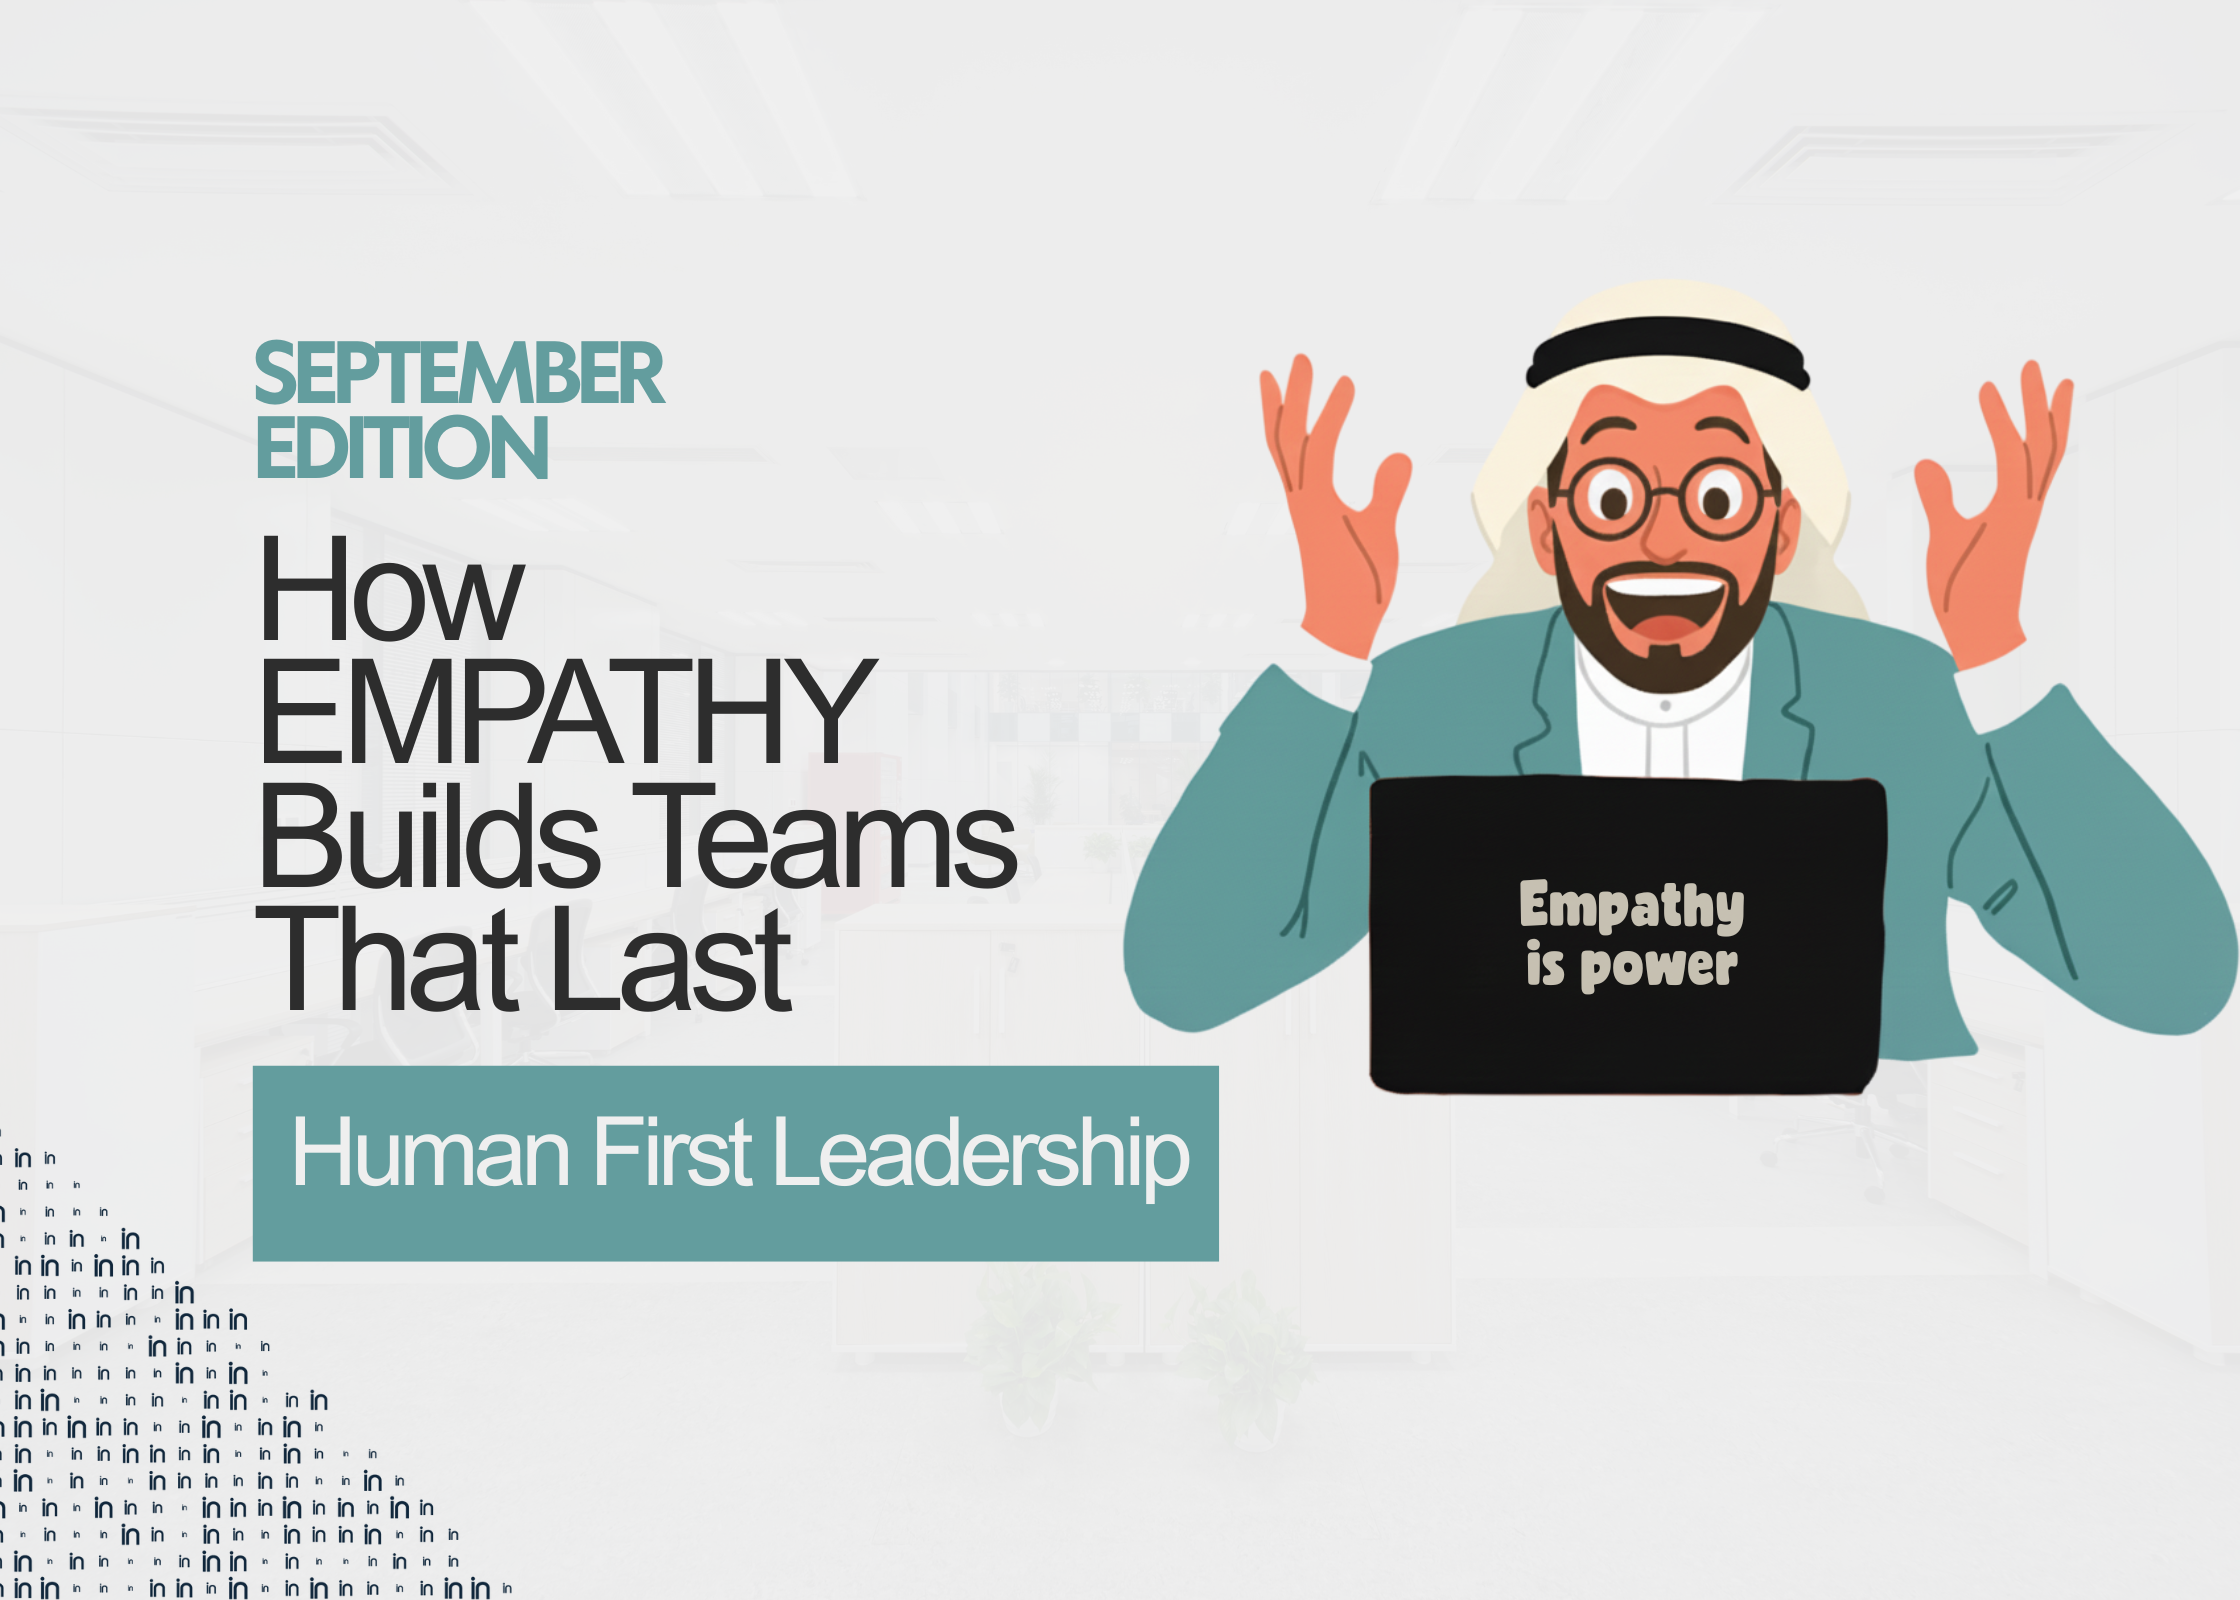 SEPTEMBER
EDITION
How
EMPATHY
Builds Teams
That Last
Human First Leadership
Empathy
is power